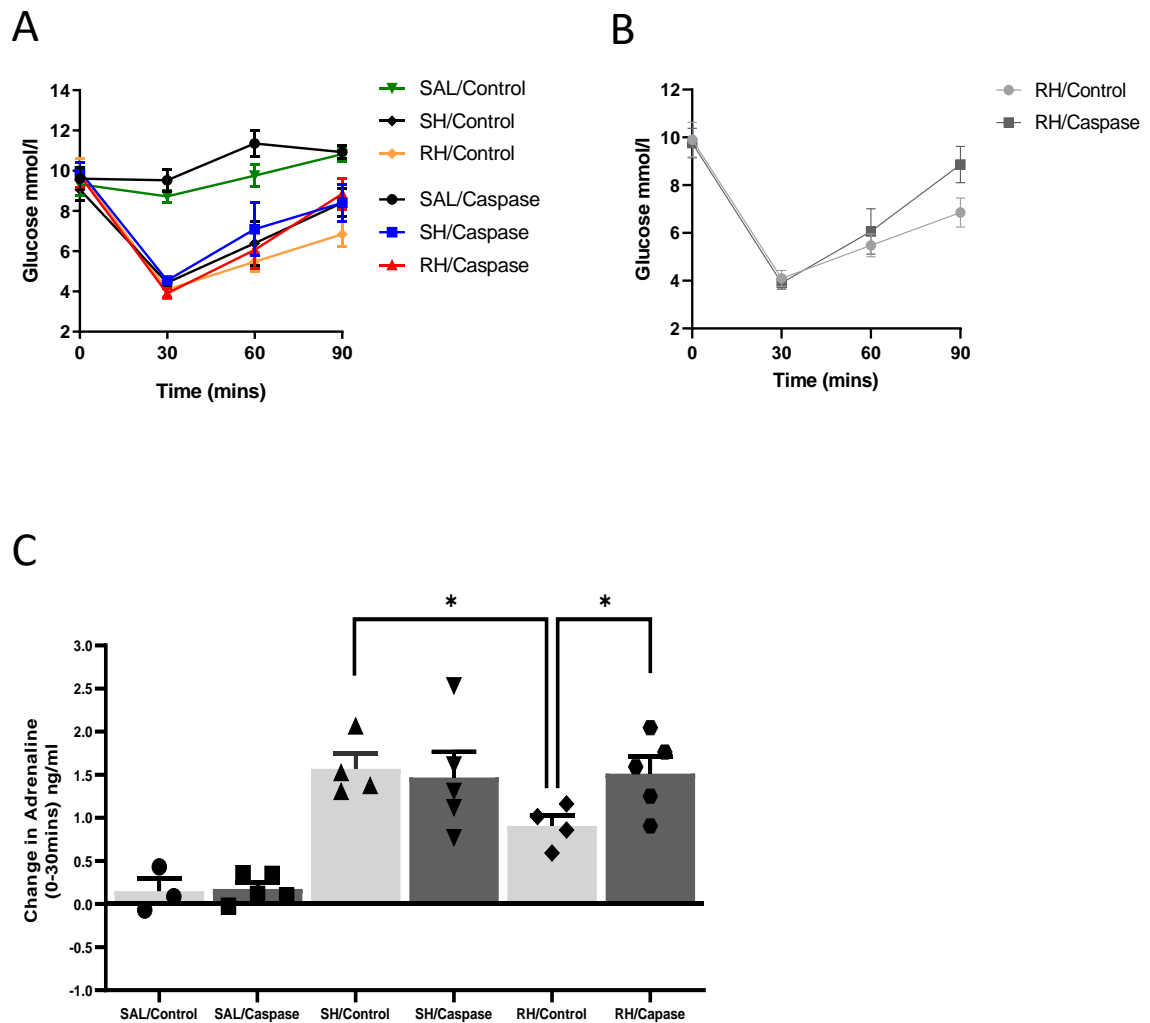 A
B
14
12
10
8
6
4
2
Glucose mmol/l
0 30 60 90
Time (mins)
SAL/Control
SH/Control
RH/Control
SAL/Caspase
SH/Caspase
RH/Caspase
12
10
8
6
4
2
Glucose mmol/l
0 30 60 90
Time (mins)
RH/Control
RH/Caspase
C
* *
3.0
2.5
2.0
1.5
1.0
0.5
0.0
-0.5
-1.0
Change in Adrenaline
(0-30mins) ng/ml
SAL/Control SAL/Caspase SH/Control SH/Caspase RH/Control RH/Capase